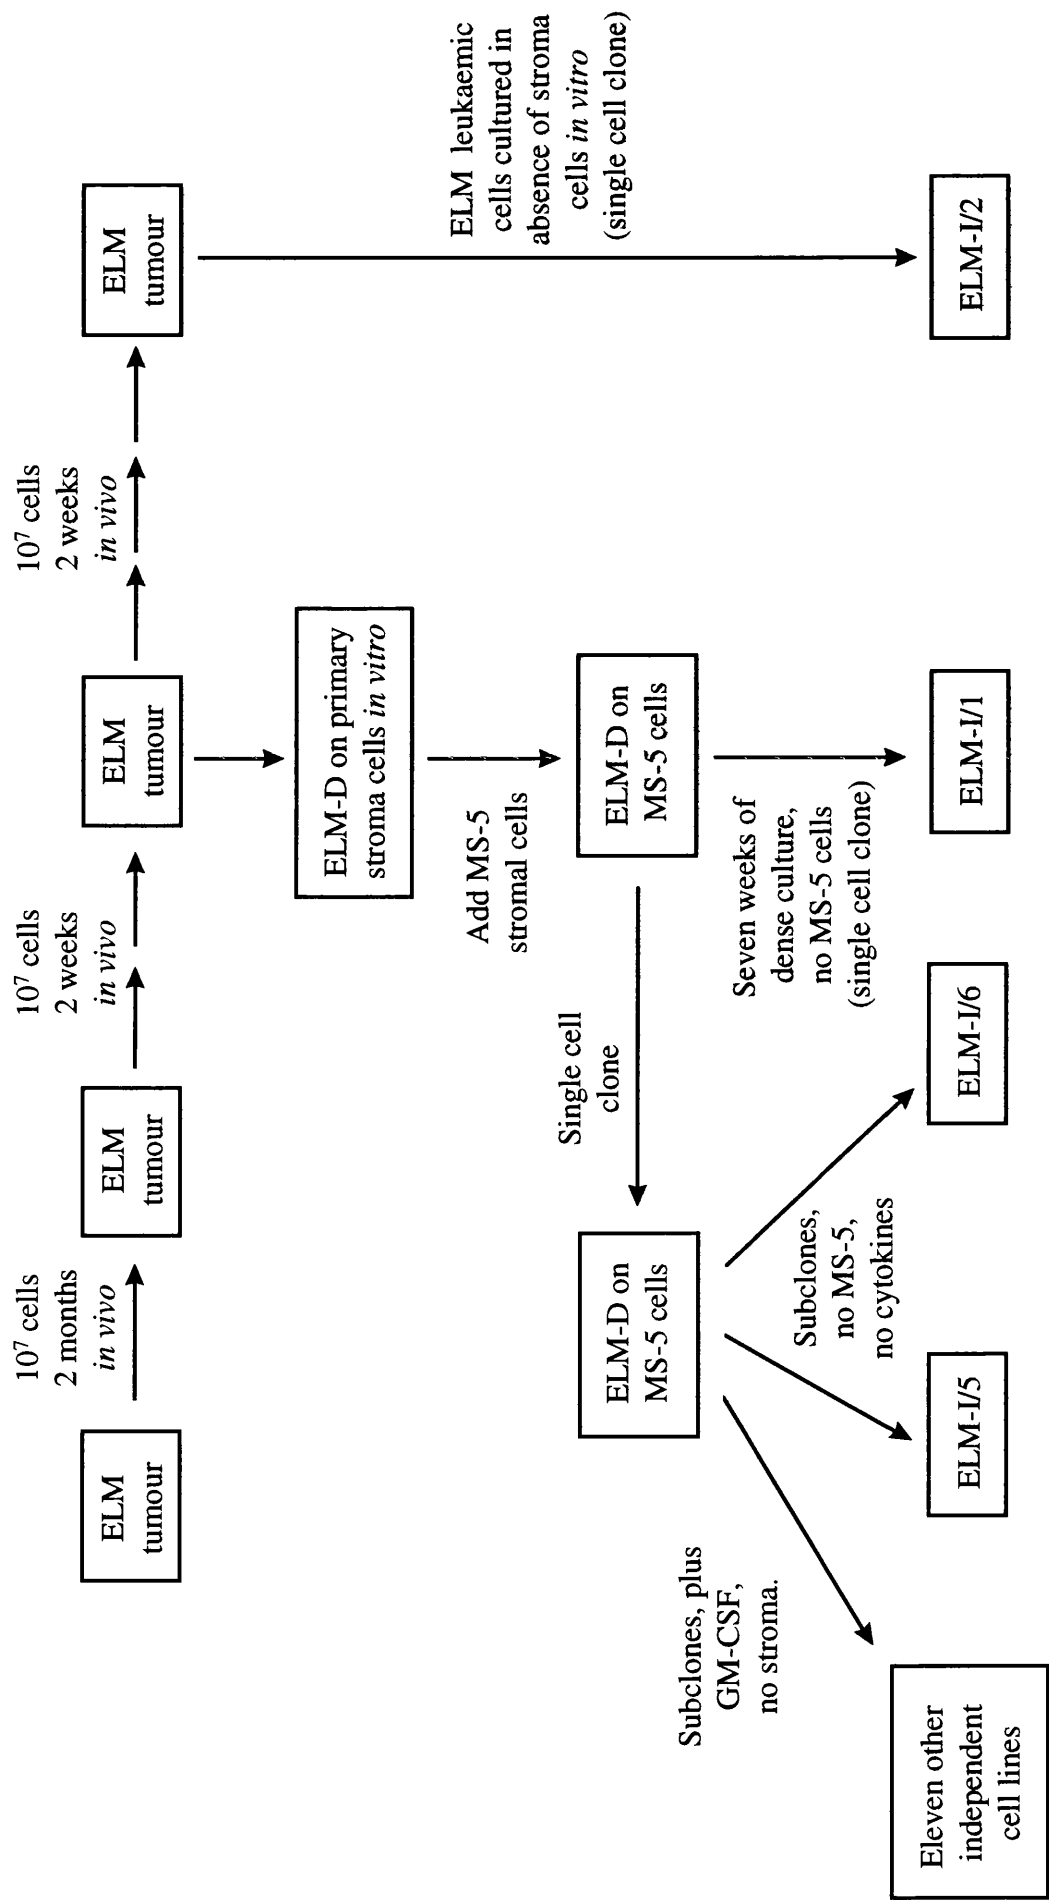 10⁷ cells
2 months
in vivo
10⁷ cells
2 weeks
in vivo
10⁷ cells
2 weeks
in vivo
ELM
tumour
ELM
tumour
ELM
tumour
ELM
tumour
ELM-D on primary
stroma cells in vitro
ELM leukaemic
cells cultured in
absence of stroma
cells in vitro
(single cell clone)
Add MS-5
stromal cells
Single cell
clone
ELM-D on
MS-5 cells
ELM-D on
MS-5 cells
Subclones, plus
GM-CSF,
no stroma.
Subclones,
no MS-5,
no cytokines
Seven weeks of
dense culture,
no MS-5 cells
(single cell clone)
Eleven other
independent
cell lines
ELM-I/5
ELM-I/6
ELM-I/1
ELM-I/2